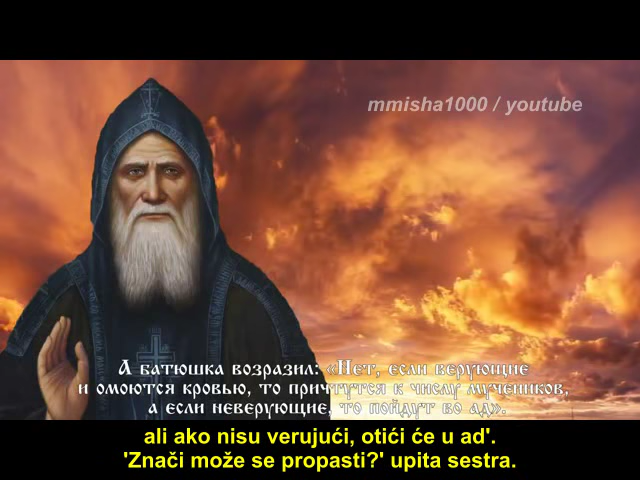 mmisha1000 / youtube
А батюшка возразил: «Нет, если верующие
и омоются кровью, то причтутся к числу мучеников,
а если неверующие, то пойдут во ад».
ali ako nisu verujući, otići će u ad'.
'Znači može se propasti?' upita sestra.